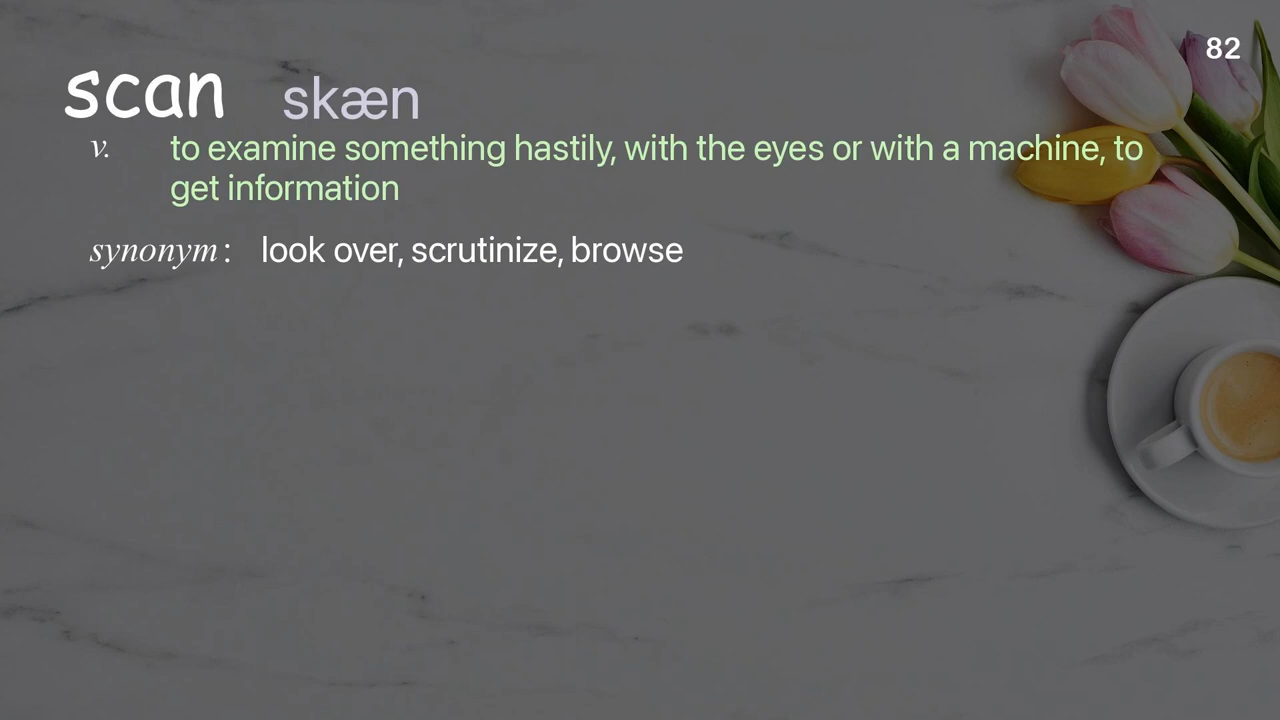 82
scan skæn
v. to examine something hastily, with the eyes or with a machine, to
get information
synonym: look over, scrutinize, browse